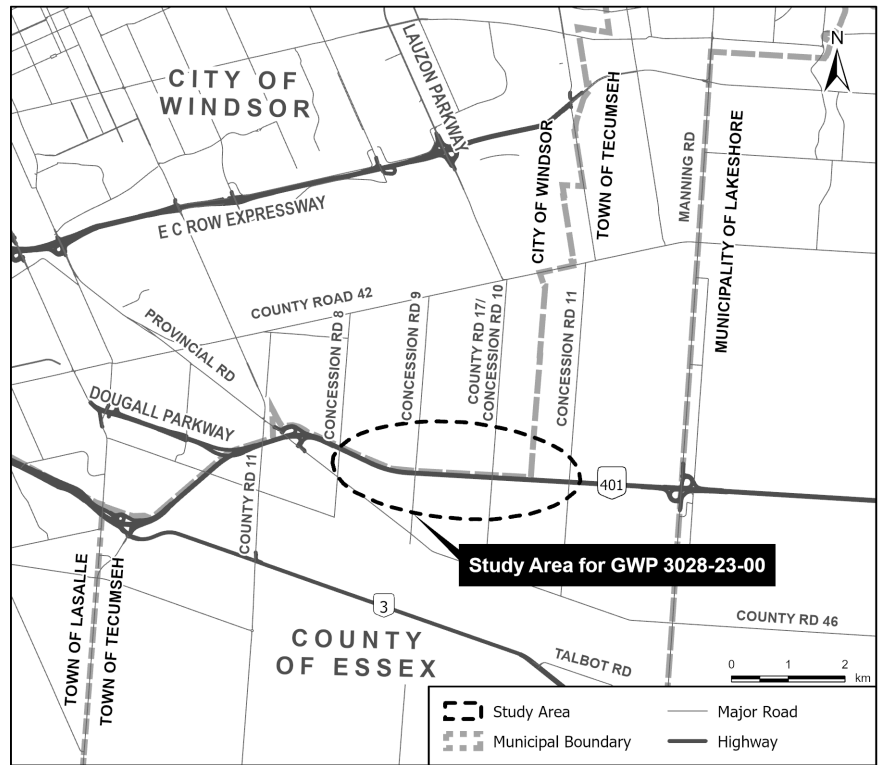 N
CITY OF
WINDSOR
LAUZON PARKWAY
E C ROW EXPRESSWAY
CITY OF WINDSOR
TOWN OF TECUMSEH
MANNING RD
MUNICIPALITY OF LAKESHORE
COUNTY ROAD 42
PROVINCIAL RD
CONCESSION RD 8
CONCESSION RD 9
COUNTY RD 17/
CONCESSION RD 10
CONCESSION RD 11
DOUGALL PARKWAY
COUNTY RD 11
401
Study Area for GWP 3028-23-00
TOWN OF LASALLE
TOWN OF TECUMSEH
3
COUNTY RD 46
COUNTY
OF ESSEX
TALBOT RD
0 1 2
km
Study Area
Major Road
Municipal Boundary
Highway